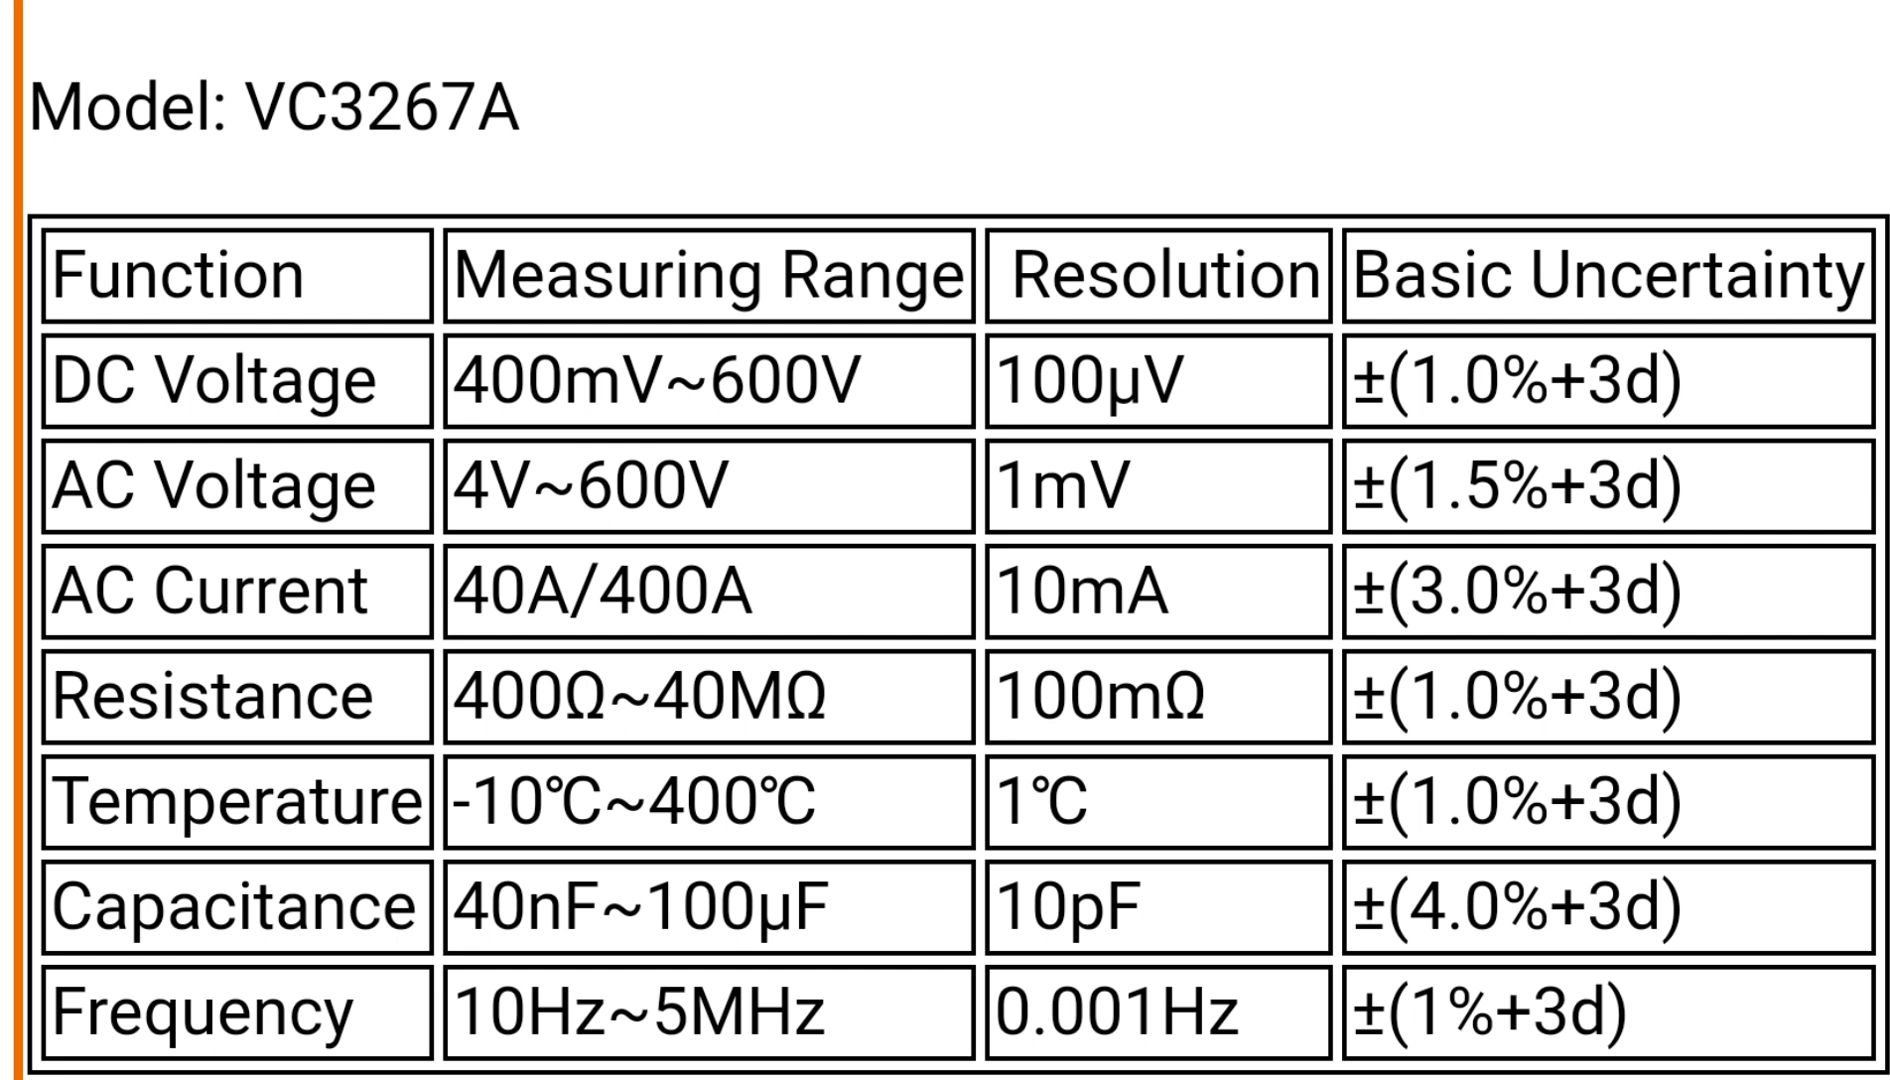 Model: VC3267A
Function Measuring Range Resolution Basic Uncertainty
DC Voltage 400mV~600V 100µV ±(1.0%+3d)
AC Voltage 4V~600V 1mV ±(1.5%+3d)
AC Current 40A/400A 10mA ±(3.0%+3d)
Resistance 400Ω~40MΩ 100mΩ ±(1.0%+3d)
Temperature -10℃~400℃ 1℃ ±(1.0%+3d)
Capacitance 40nF~100µF 10pF ±(4.0%+3d)
Frequency 10Hz~5MHz 0.001Hz ±(1%+3d)